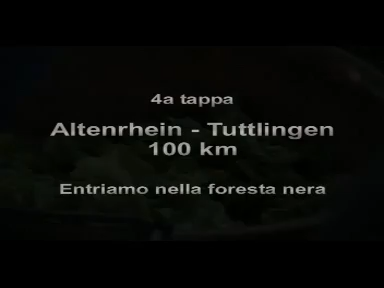 4a tappa
Altenrhein - Tuttlingen
100 km
Entriamo nella foresta nera